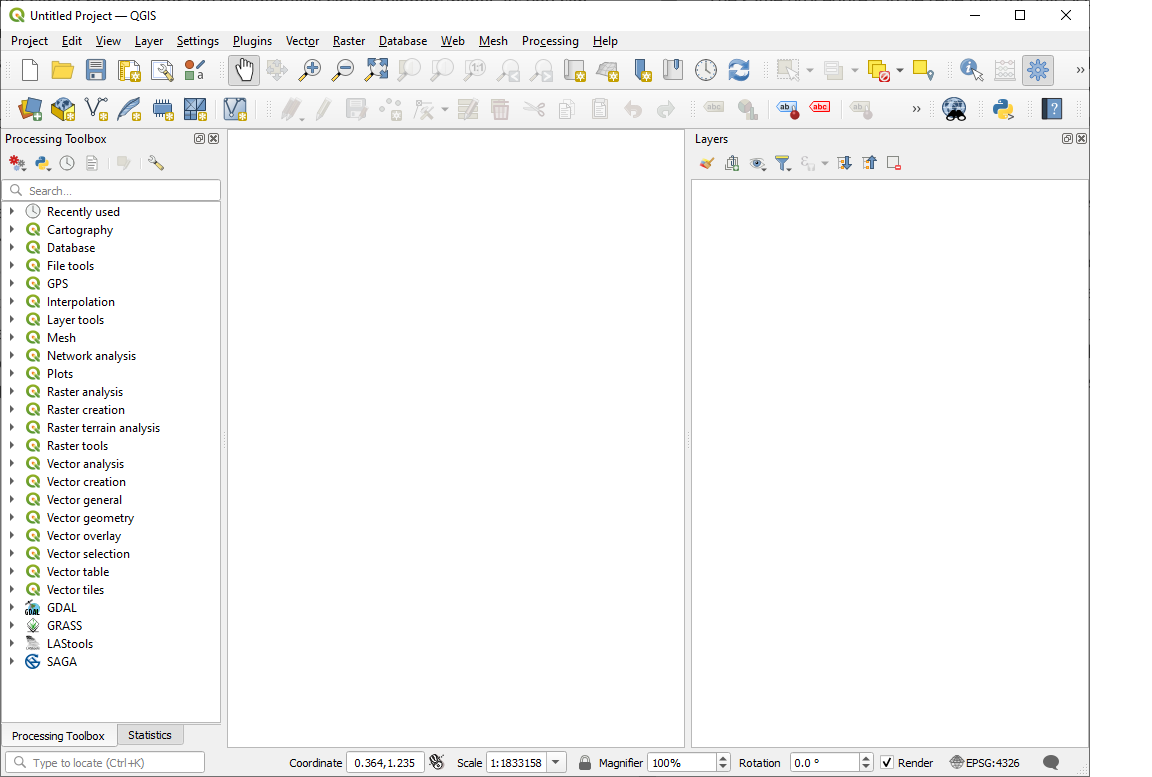 Untitled Project — QGIS
Project Edit View Layer Settings Plugins Vector Raster Database Web Mesh Processing Help
Processing Toolbox
Layers
Search...
Recently used
Cartography
Database
File tools
GPS
Interpolation
Layer tools
Mesh
Network analysis
Plots
Raster analysis
Raster creation
Raster terrain analysis
Raster tools
Vector analysis
Vector creation
Vector general
Vector geometry
Vector overlay
Vector selection
Vector table
Vector tiles
GDAL
GRASS
LAStools
SAGA
Processing Toolbox Statistics
Type to locate (Ctrl+K) Coordinate 0.364,1.235 Scale 1:1833158 Magnifier 100% Rotation 0.0 ° Render EPSG:4326